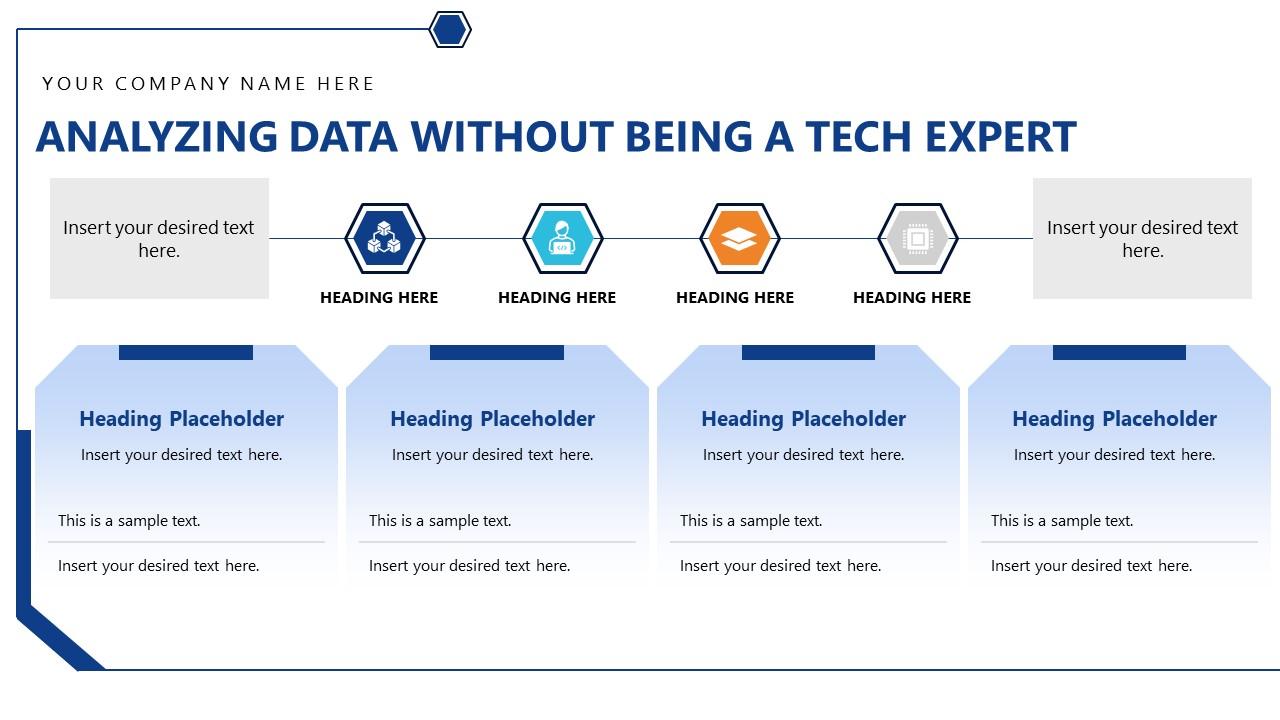 YOUR COMPANY NAME HERE
ANALYZING DATA WITHOUT BEING A TECH EXPERT
Insert your desired text
here.
HEADING HERE
HEADING HERE
HEADING HERE
HEADING HERE
Insert your desired text
here.
Heading Placeholder
Insert your desired text here.
This is a sample text.
Insert your desired text here.
Heading Placeholder
Insert your desired text here.
This is a sample text.
Insert your desired text here.
Heading Placeholder
Insert your desired text here.
This is a sample text.
Insert your desired text here.
Heading Placeholder
Insert your desired text here.
This is a sample text.
Insert your desired text here.